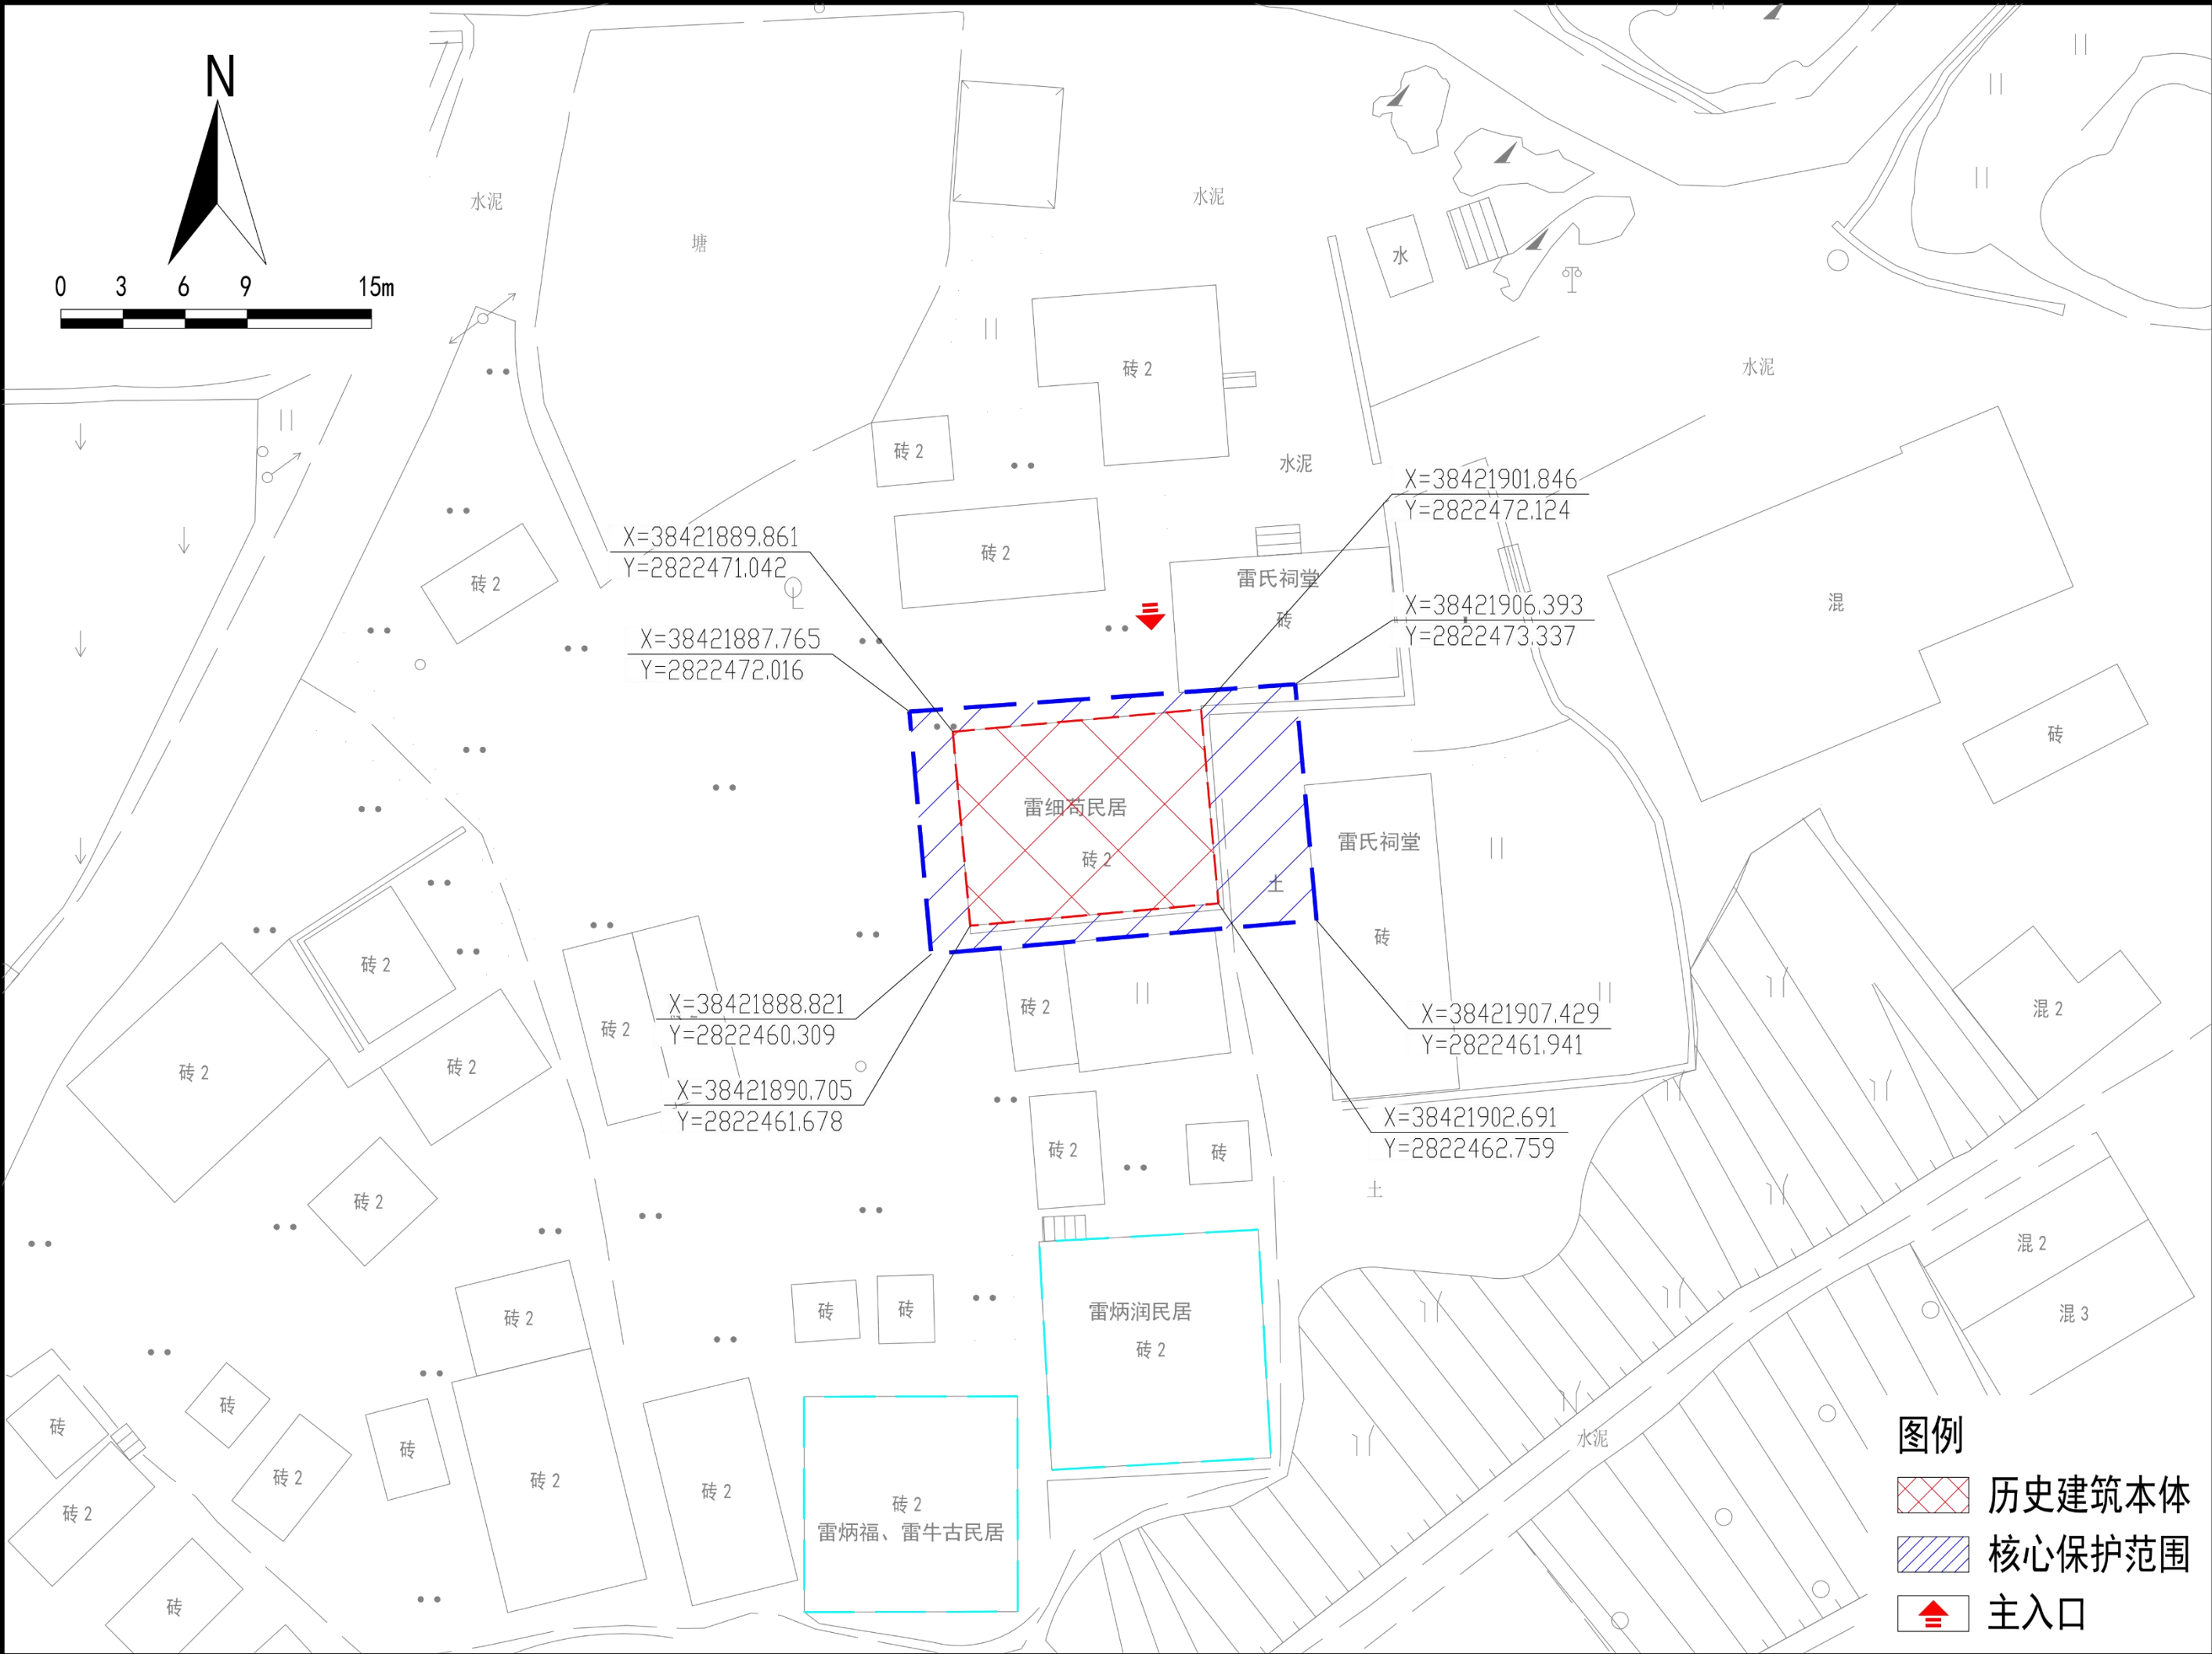 N
0 3 6 9 15m
水泥
塘
水泥
水
水泥
砖 2
砖 2
水泥
X=38421901.846
Y=2822472.124
X=38421889.861
Y=2822471.042
砖 2
砖 2
雷氏祠堂
砖
混
X=38421906.393
Y=2822473.337
X=38421887.765
Y=2822472.016
砖
雷细苟民居
砖 2
土
雷氏祠堂
砖
砖 2
砖 2
砖 2
砖 2
X=38421888.821
Y=2822460.309
砖 2
X=38421907.429
Y=2822461.941
混 2
砖 2
X=38421890.705
Y=2822461.678
X=38421902.691
Y=2822462.759
砖 2
砖
土
砖 2
混 2
混 3
砖 2
砖
砖
雷炳润民居
砖 2
砖
砖
砖
砖 2
砖 2
砖 2
砖 2
砖 2
雷炳福、雷牛古民居
水泥
砖
图例
历史建筑本体
核心保护范围
主入口